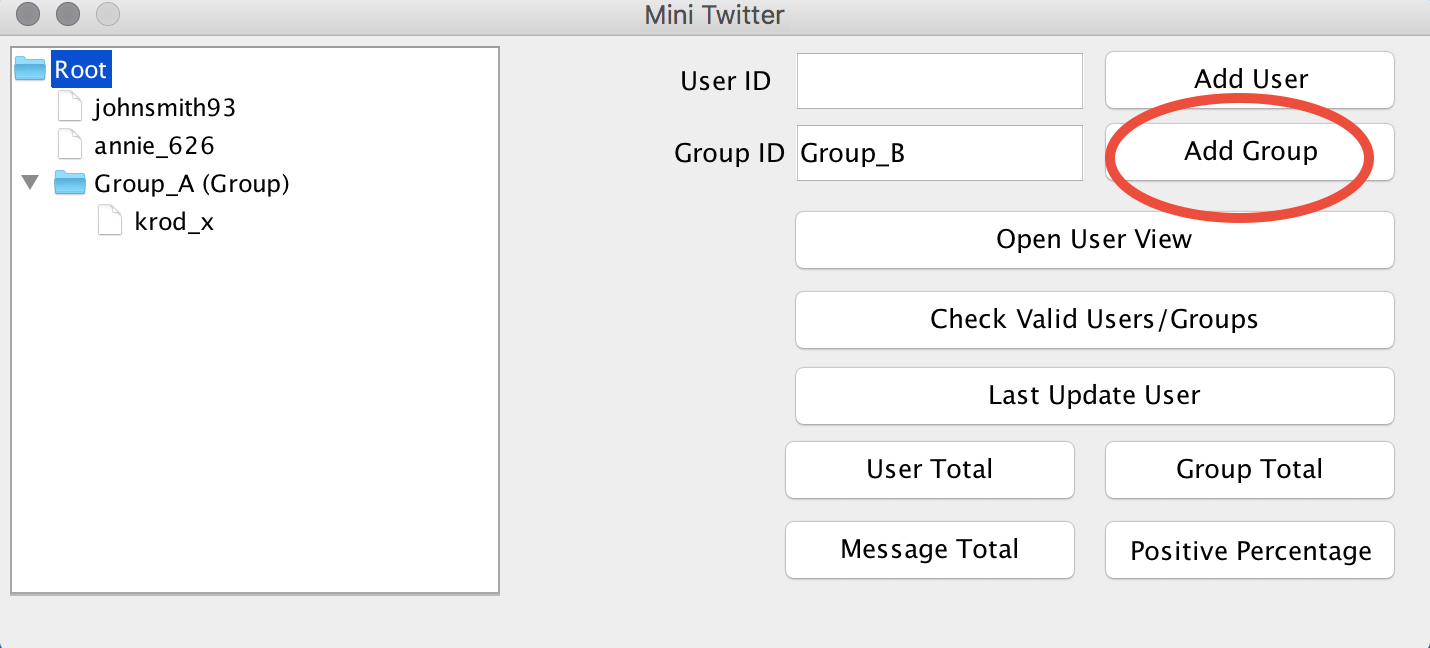 Mini Twitter
Root
johnsmith93
annie_626
Group_A (Group)
krod_x
User ID
Add User
Group ID
Group_B
Add Group
Open User View
Check Valid Users/Groups
Last Update User
User Total
Group Total
Message Total
Positive Percentage